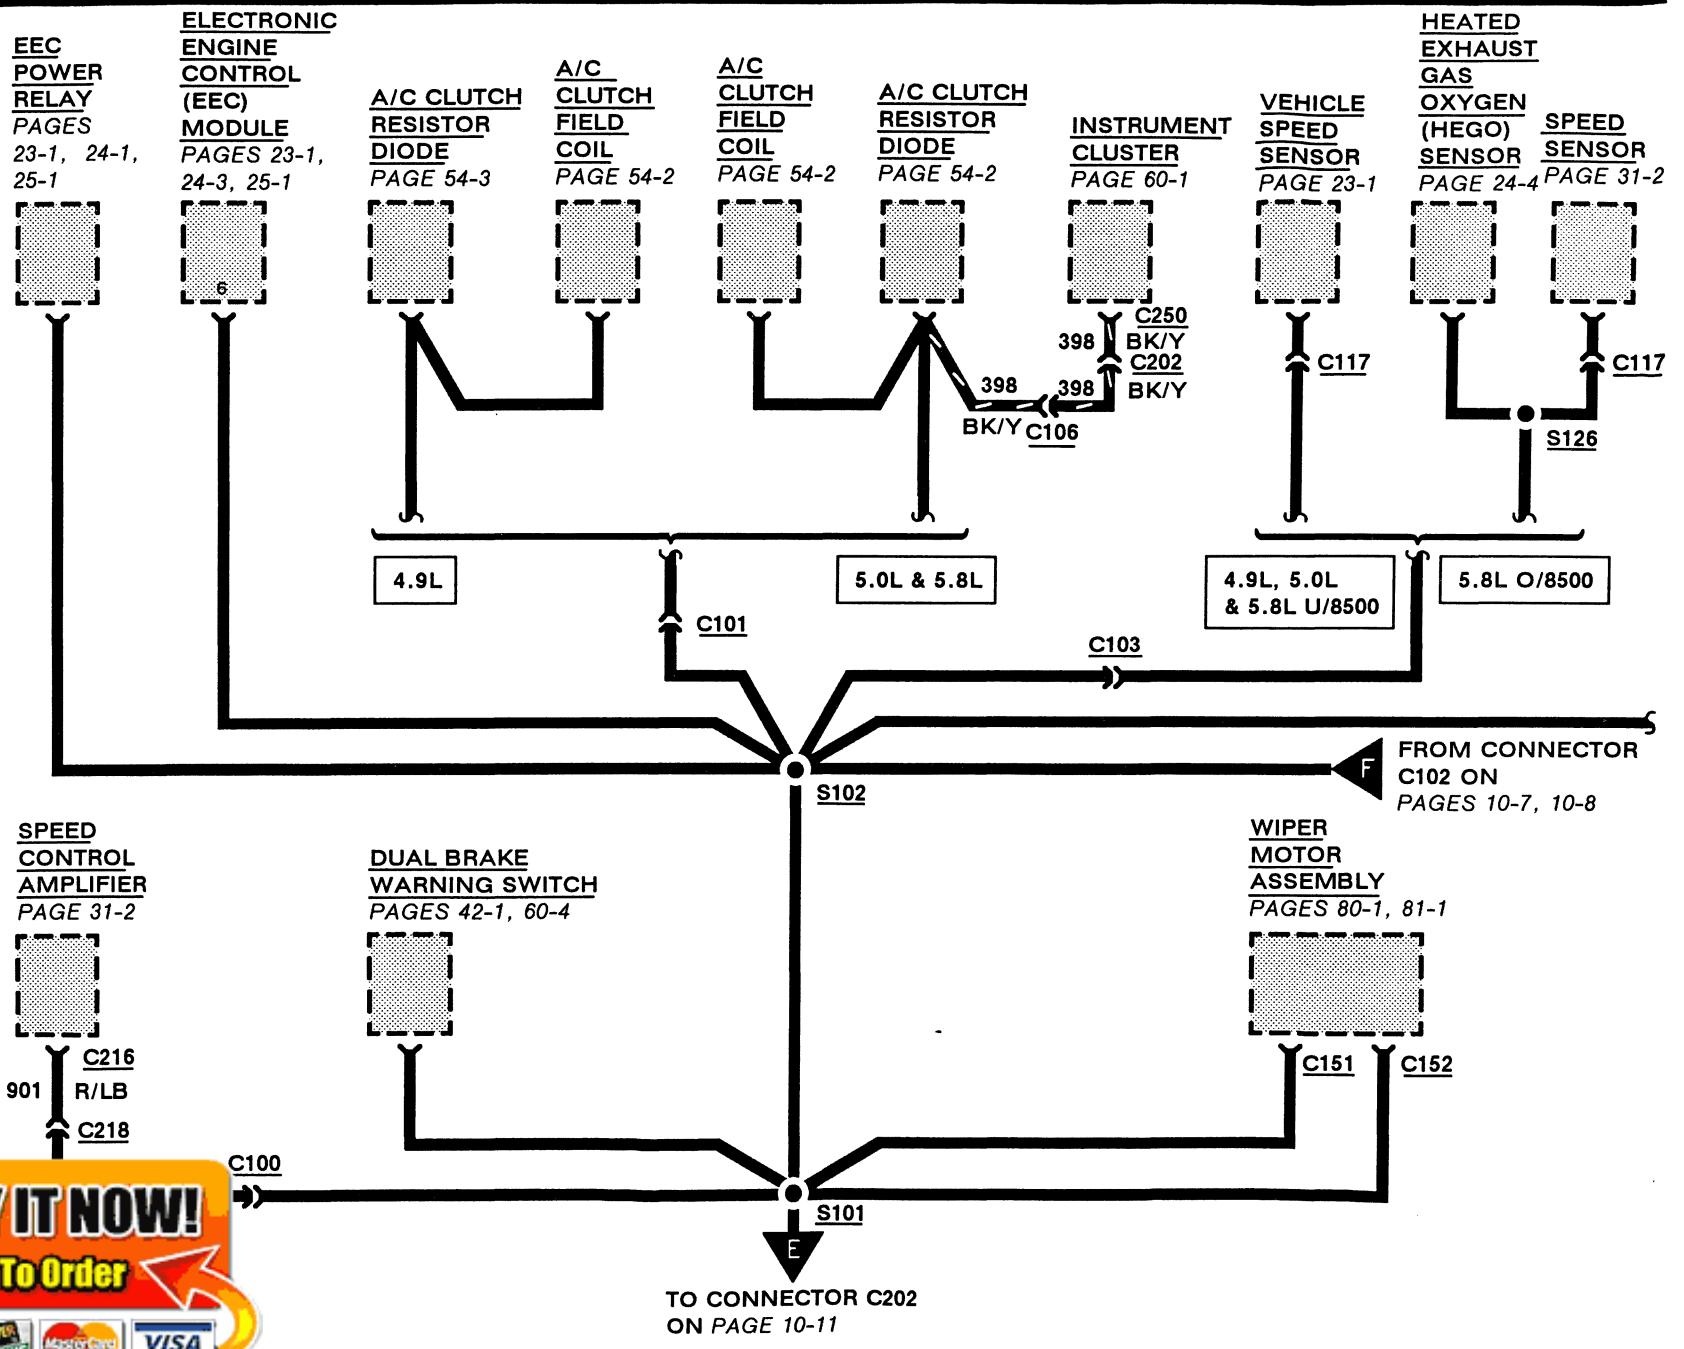 EEC
POWER
RELAY
PAGES
23-1, 24-1,
25-1
ELECTRONIC
ENGINE
CONTROL
(EEC)
MODULE
PAGES 23-1,
24-3, 25-1
6
A/C CLUTCH
RESISTOR
DIODE
PAGE 54-3
A/C
CLUTCH
FIELD
COIL
PAGE 54-2
A/C
CLUTCH
FIELD
COIL
PAGE 54-2
A/C CLUTCH
RESISTOR
DIODE
PAGE 54-2
INSTRUMENT
CLUSTER
PAGE 60-1
VEHICLE
SPEED
SENSOR
PAGE 23-1
HEATED
EXHAUST
GAS
OXYGEN
(HEGO)
SENSOR
PAGE 24-4
SPEED
SENSOR
PAGE 31-2
C250
398 BK/Y
C202
398 398 BK/Y
BK/Y C106
C117
C117
S126
4.9L
5.0L & 5.8L
4.9L, 5.0L
& 5.8L U/8500
5.8L O/8500
C101
C103
S102
F
FROM CONNECTOR
C102 ON
PAGES 10-7, 10-8
SPEED
CONTROL
AMPLIFIER
PAGE 31-2
DUAL BRAKE
WARNING SWITCH
PAGES 42-1, 60-4
WIPER
MOTOR
ASSEMBLY
PAGES 80-1, 81-1
C216
901 R/LB
C218
C151
C152
C100
S101
E
TO CONNECTOR C202
ON PAGE 10-11
IT NOW!
To Order
MasterCard
VISA